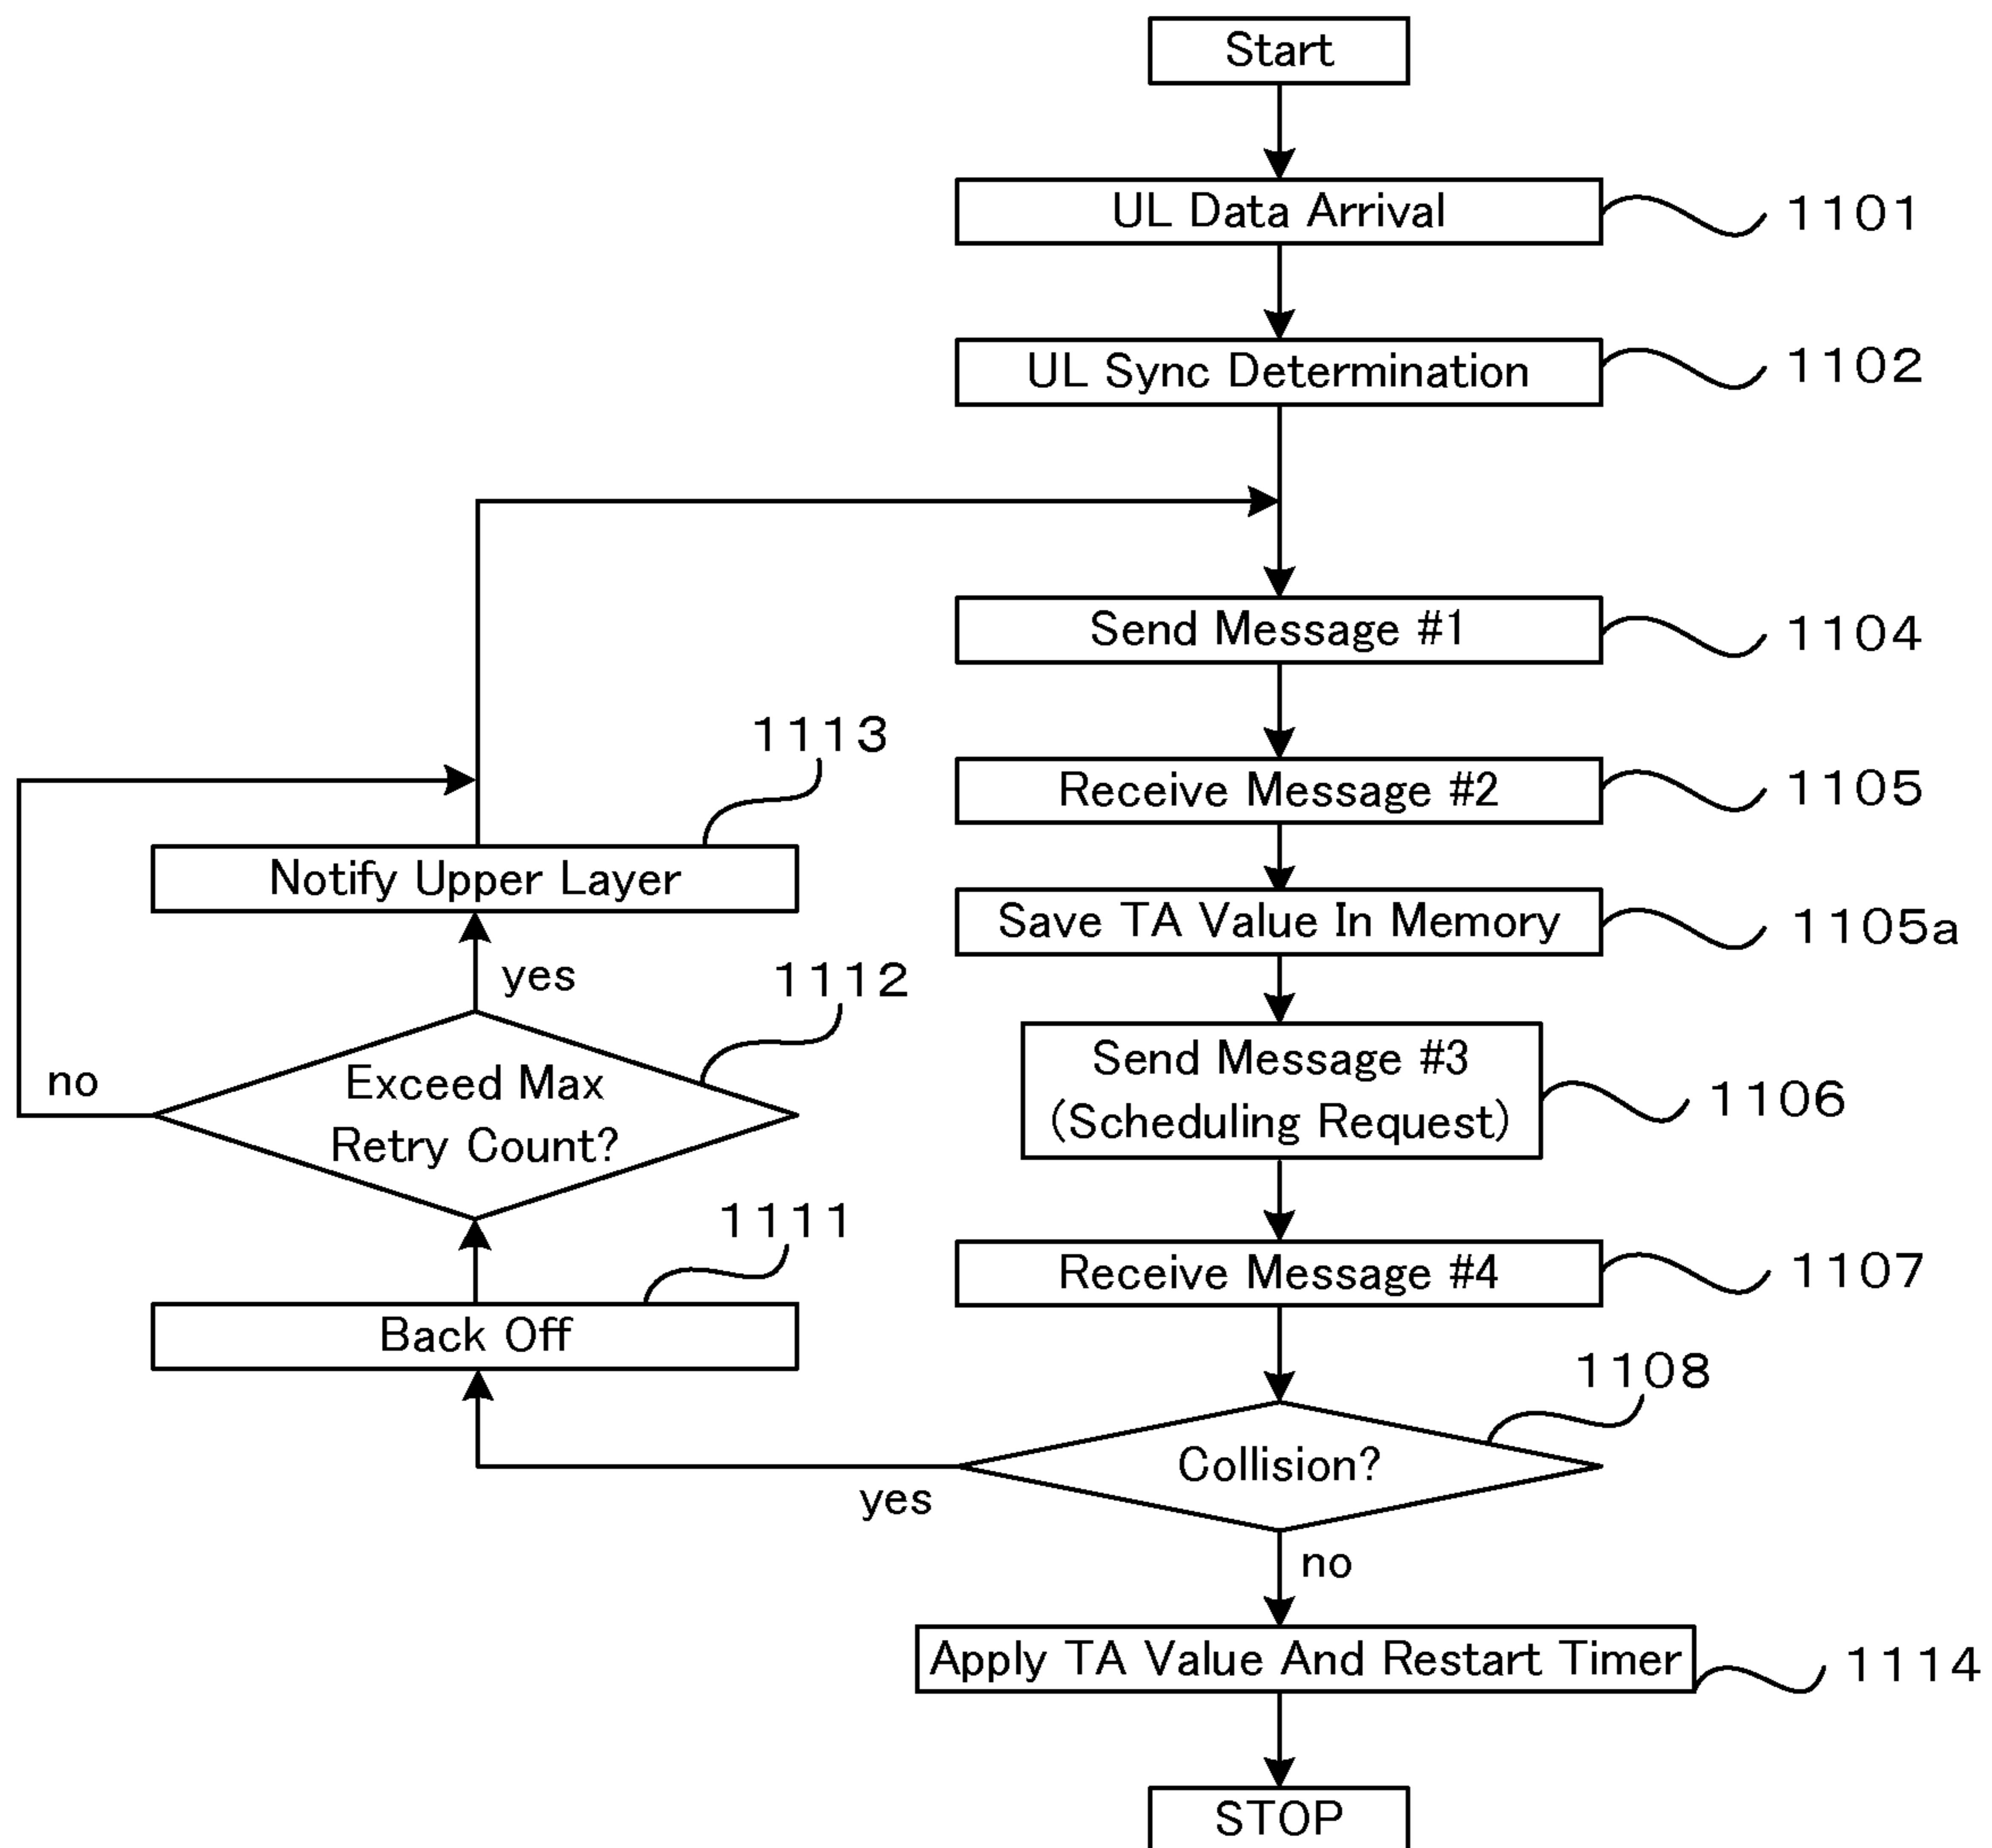 Start
UL Data Arrival
1101
UL Sync Determination
1102
Send Message #1
1104
1113
Receive Message #2
1105
Notify Upper Layer
Save TA Value In Memory
1105a
yes
1112
Exceed Max
Retry Count?
no
Send Message #3
(Scheduling Request)
1106
1111
Receive Message #4
1107
Back Off
1108
Collision?
yes
no
Apply TA Value And Restart Timer
1114
STOP